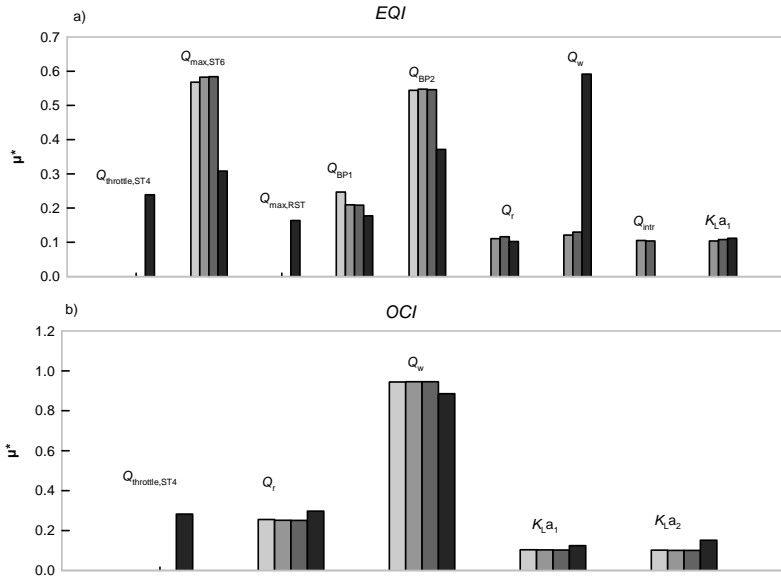 a)
EQI
0.7
0.6
0.5
0.4
0.3
0.2
0.1
0.0
μ*
Qthrottle,ST4
Qmax,ST6
Qmax,RST
QBP1
QBP2
Qr
Qw
Qintr
KLa1
b)
OCI
1.2
1.0
0.8
0.6
0.4
0.2
0.0
μ*
Qthrottle,ST4
Qr
Qw
KLa1
KLa2